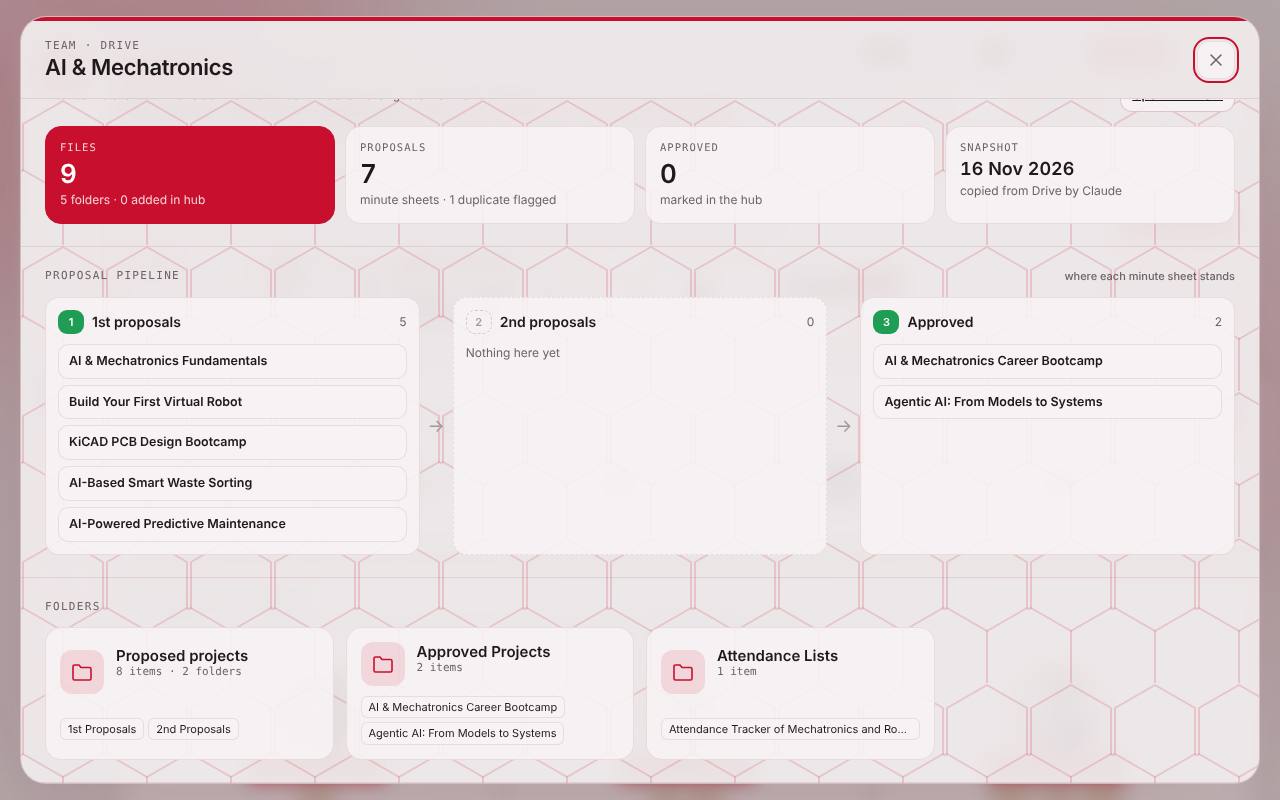 TEAM · DRIVE
AI & Mechatronics
FILES
9
5 folders · 0 added in hub
PROPOSALS
7
minute sheets · 1 duplicate flagged
APPROVED
0
marked in the hub
SNAPSHOT
16 Nov 2026
copied from Drive by Claude
PROPOSAL PIPELINE
where each minute sheet stands
1 1st proposals 5
AI & Mechatronics Fundamentals
Build Your First Virtual Robot
KiCAD PCB Design Bootcamp
AI-Based Smart Waste Sorting
AI-Powered Predictive Maintenance
→
2 2nd proposals 0
Nothing here yet
→
3 Approved 2
AI & Mechatronics Career Bootcamp
Agentic AI: From Models to Systems
FOLDERS
Proposed projects
8 items · 2 folders
1st Proposals 2nd Proposals
Approved Projects
2 items
AI & Mechatronics Career Bootcamp
Agentic AI: From Models to Systems
Attendance Lists
1 item
Attendance Tracker of Mechatronics and Ro...